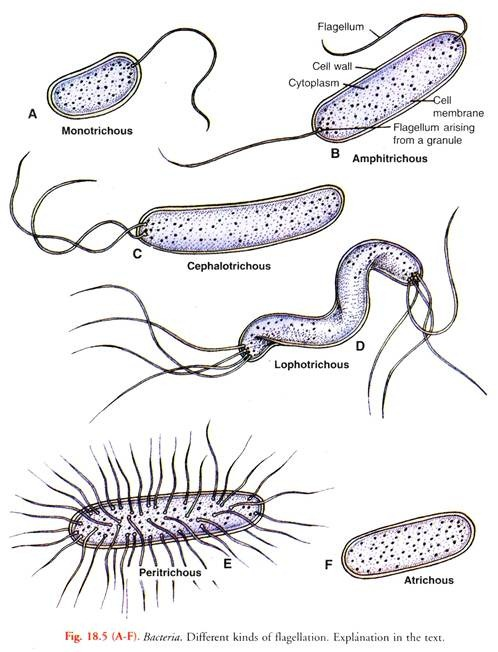 Flagellum
Cell wall
Cytoplasm
Cell
membrane
Flagellum arising
from a granule
A
Monotrichous
B
Amphitrichous
C
Cephalotrichous
D
Lophotrichous
E
Peritrichous
F
Atrichous
Fig. 18.5 (A-F). Bacteria. Different kinds of flagellation. Explanation in the text.